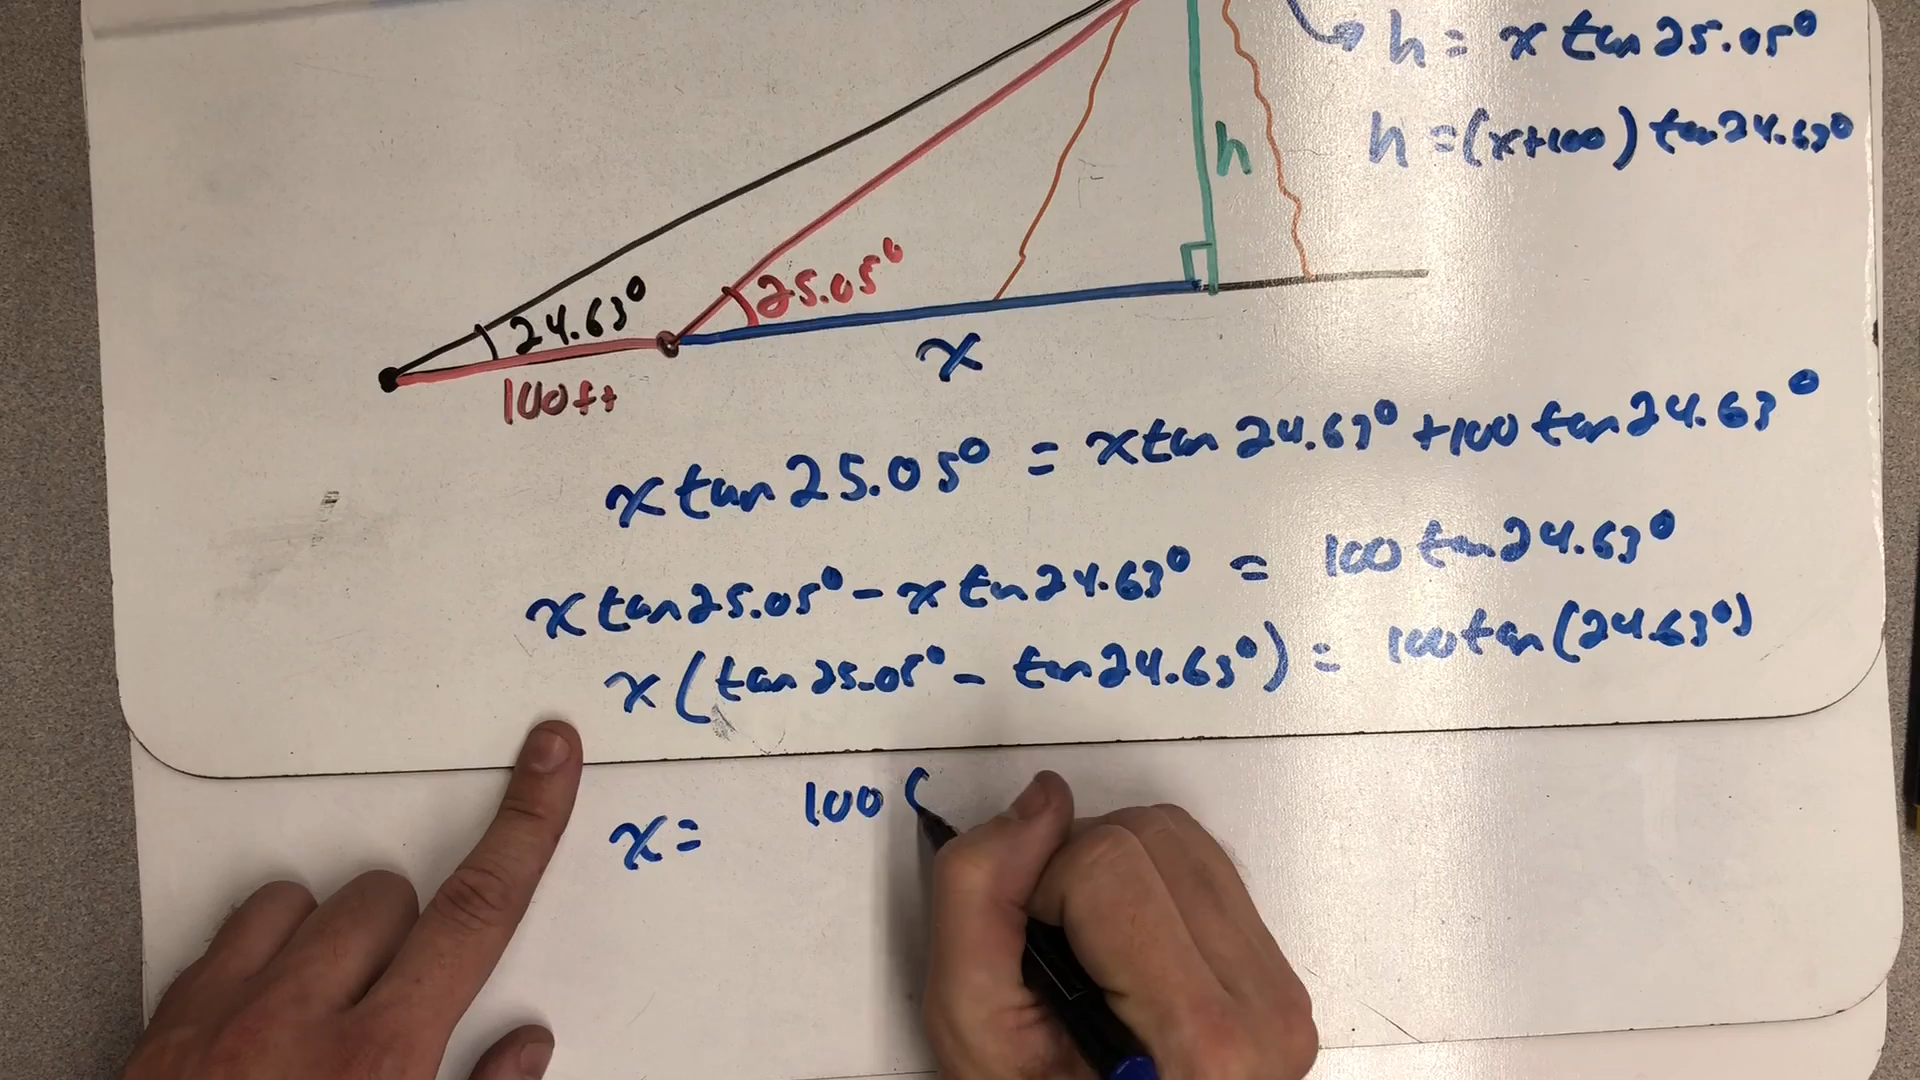 h = x tan 25.05°
h = (x+100) tan 24.63°
h
25.05°
24.63°
x
100ft
x tan 25.05° = x tan 24.63° + 100 tan 24.63°
x tan 25.05° - x tan 24.63° = 100 tan 24.63°
x (tan 25.05° - tan 24.63°) = 100 tan (24.63°)
x = 100 (